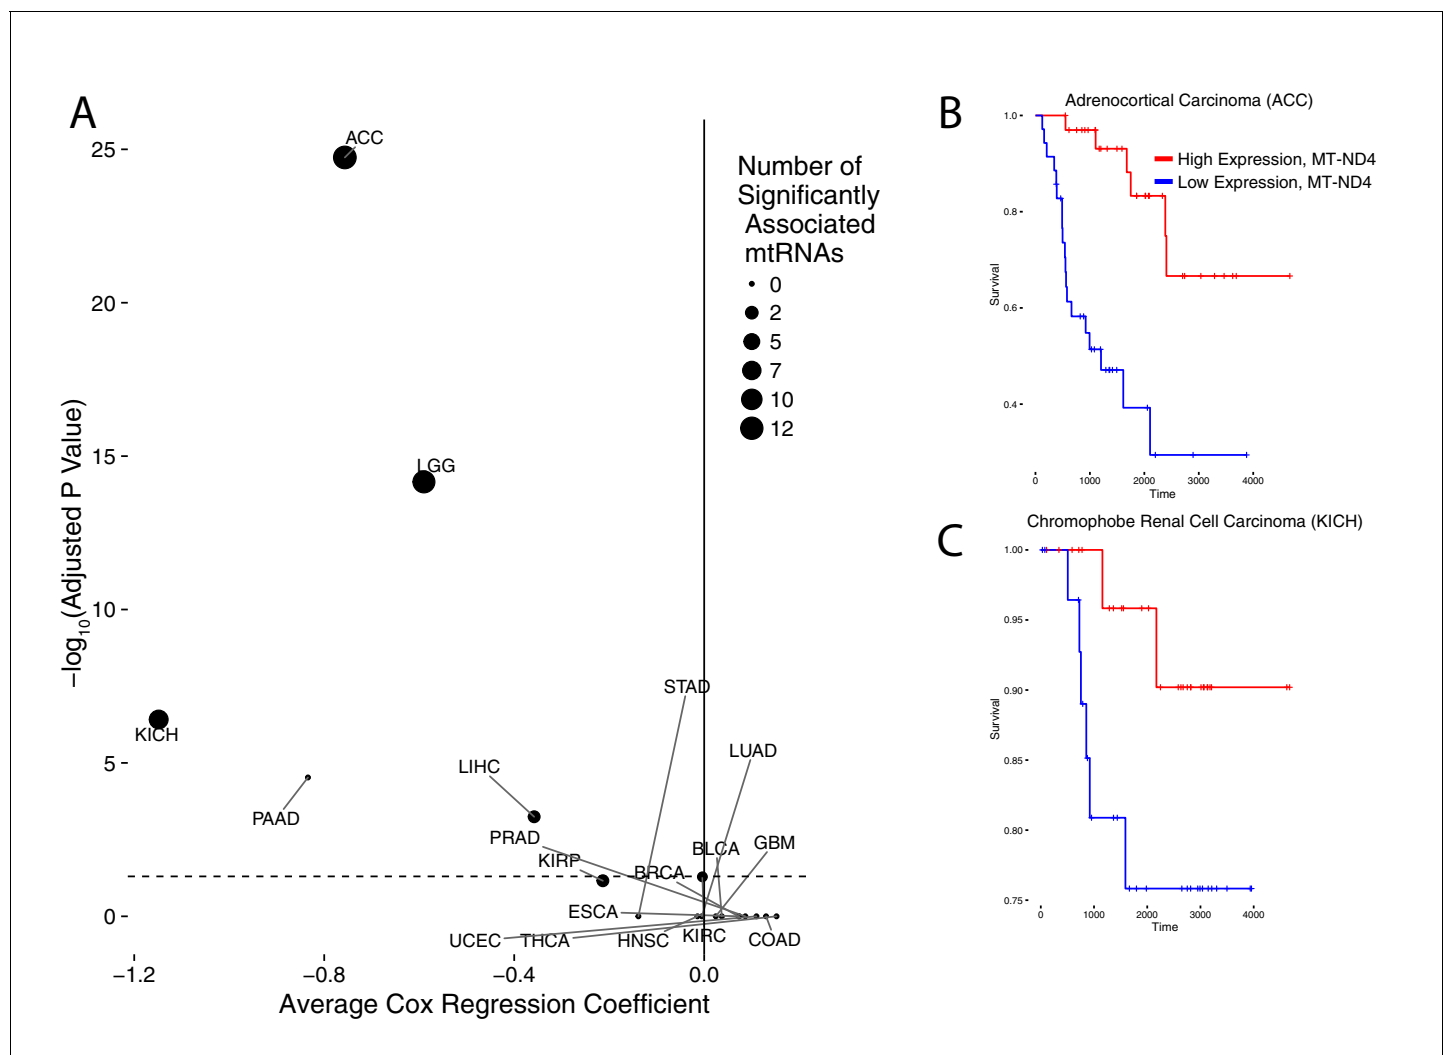 A
ACC
25
20
15
10
5
0
−log10(Adjusted P Value)
LGG
KICH
PAAD
LIHC
PRAD
KIRP
STAD
LUAD
BLCA
GBM
BRCA
ESCA
UCEC
THCA
HNSC
KIRC
COAD
−1.2
−0.8
−0.4
0.0
Average Cox Regression Coefficient
Number of
Significantly
Associated
mtRNAs
0
2
5
7
10
12
B
Adrenocortical Carcinoma (ACC)
High Expression, MT-ND4
Low Expression, MT-ND4
1.0
0.8
0.6
0.4
Survival
0
1000
2000
3000
4000
Time
C
Chromophobe Renal Cell Carcinoma (KICH)
1.00
0.95
0.90
0.85
0.80
0.75
Survival
0
1000
2000
3000
4000
Time